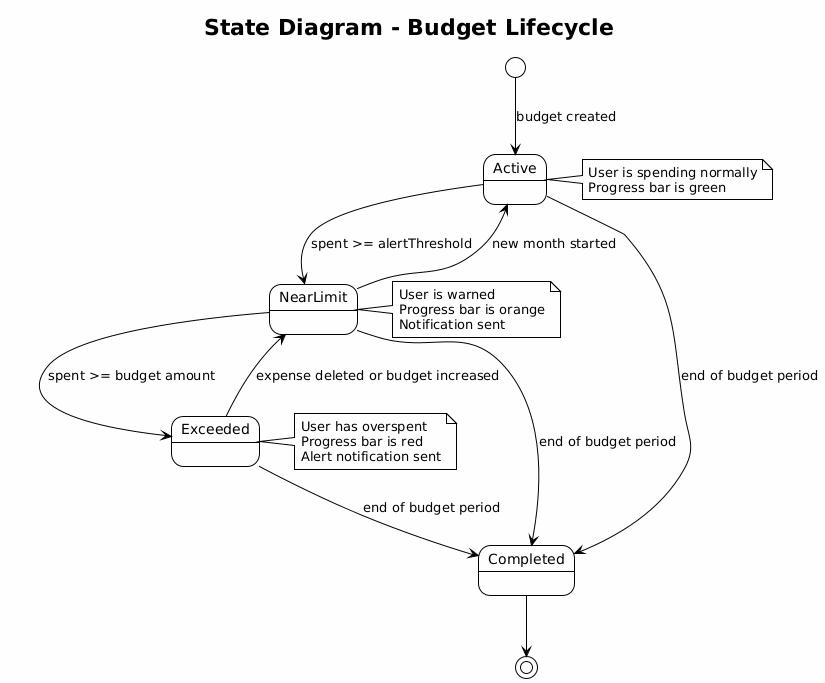 State Diagram - Budget Lifecycle
budget created
Active
User is spending normally
Progress bar is green
spent >= alertThreshold
new month started
NearLimit
User is warned
Progress bar is orange
Notification sent
spent >= budget amount
expense deleted or budget increased
end of budget period
Exceeded
User has overspent
Progress bar is red
Alert notification sent
end of budget period
end of budget period
Completed